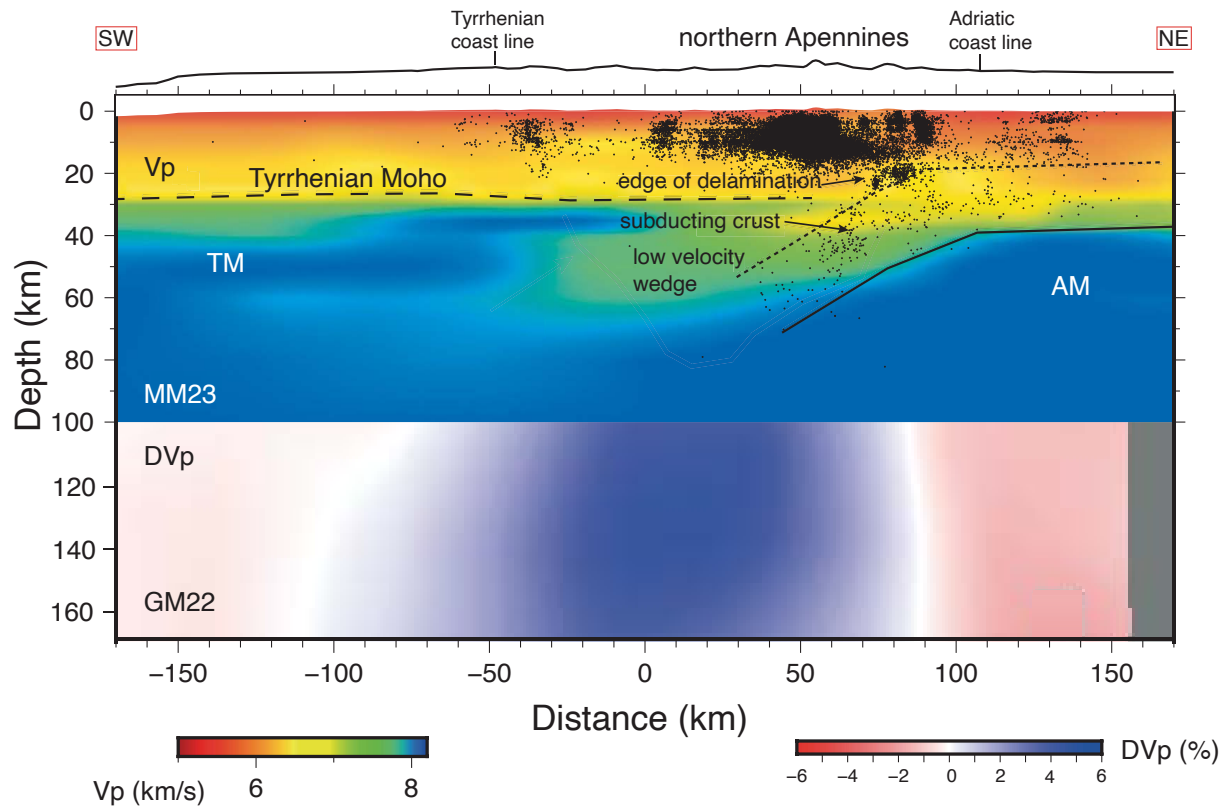 Tyrrhenian
coast line
northern Apennines
Adriatic
coast line
SW
NE
0
20
40
60
80
100
120
140
160
Depth (km)
Vp
Tyrrhenian Moho
edge of delamination
subducting crust
low velocity
wedge
TM
AM
MM23
DVp
GM22
−150
−100
−50
0
50
100
150
Distance (km)
Vp (km/s)
6
8
−6
−4
−2
0
2
4
6
DVp (%)